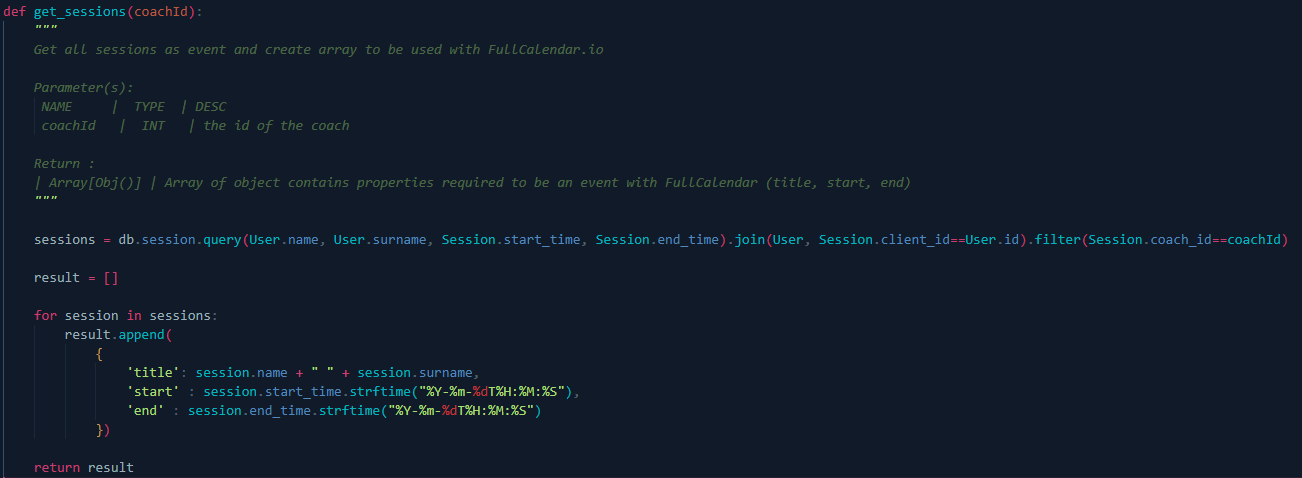 def get_sessions(coachId):
    """
    Get all sessions as event and create array to be used with FullCalendar.io

    Parameter(s):
     NAME     |  TYPE  | DESC
     coachId   |  INT   | the id of the coach

    Return :
    | Array[Obj()] | Array of object contains properties required to be an event with FullCalendar (title, start, end)
    """

    sessions = db.session.query(User.name, User.surname, Session.start_time, Session.end_time).join(User, Session.client_id==User.id).filter(Session.coach_id==coachId)

    result = []

    for session in sessions:
        result.append(
            {
                'title': session.name + " " + session.surname,
                'start' : session.start_time.strftime("%Y-%m-%dT%H:%M:%S"),
                'end' : session.end_time.strftime("%Y-%m-%dT%H:%M:%S")
            })

    return result